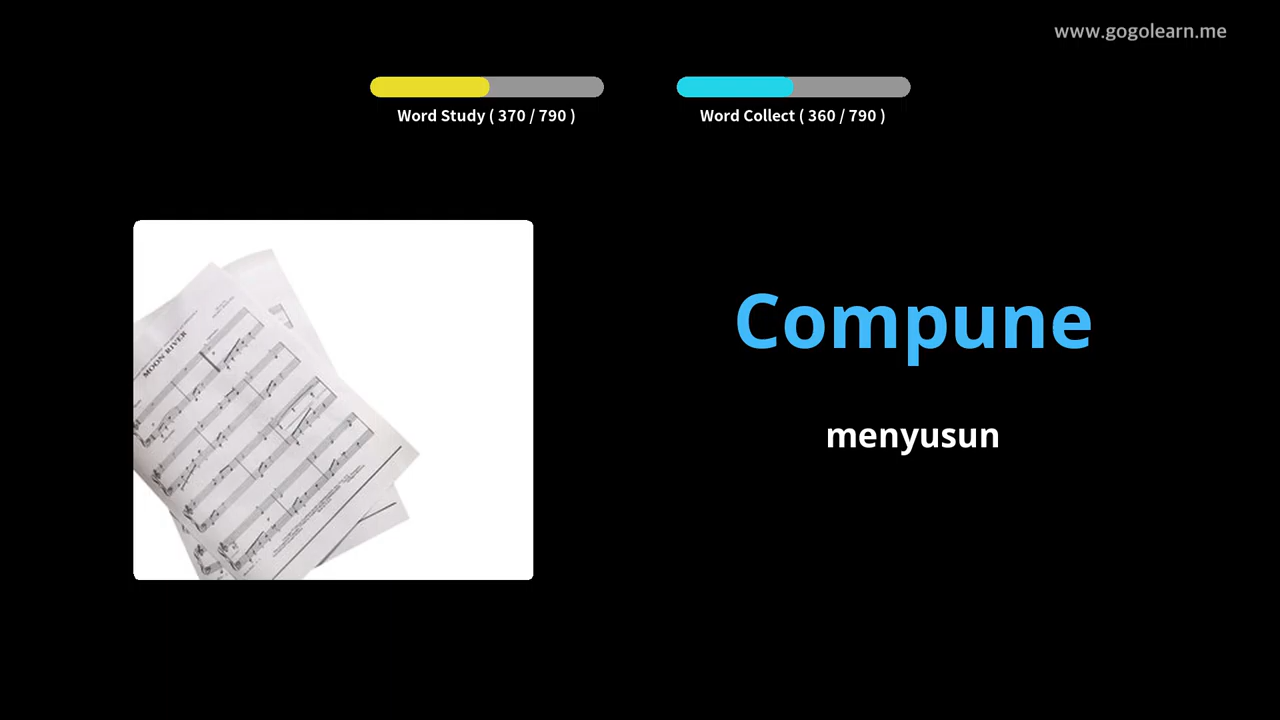 www.gogolearn.me
Word Study ( 370 / 790 )
Word Collect ( 360 / 790 )
MOON RIVER
Compune
menyusun